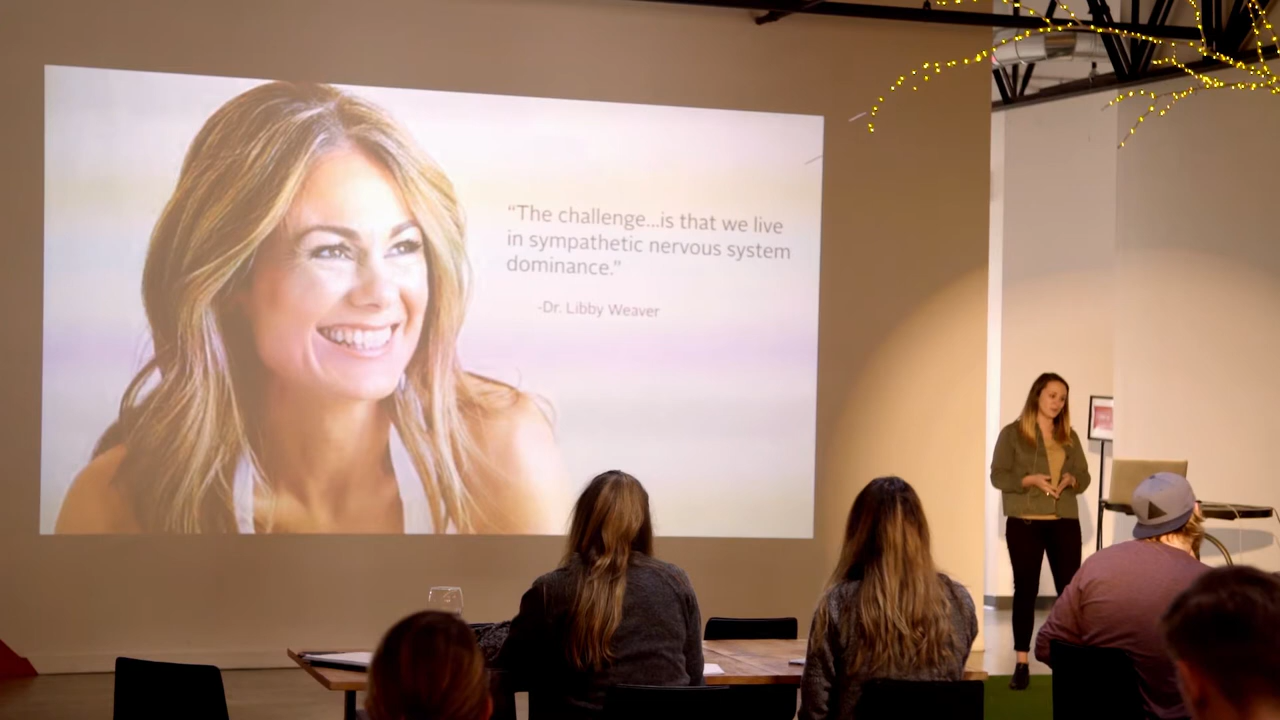 “The challenge...is that we live
in sympathetic nervous system
dominance.”
-Dr. Libby Weaver